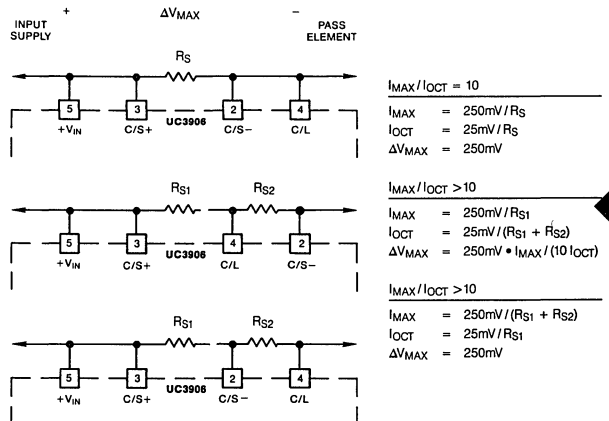 + ΔVMAX −
INPUT SUPPLY
PASS ELEMENT
RS
5 3 2 4
+VIN C/S+ UC3906 C/S− C/L
IMAX/IOCT = 10
IMAX = 250mV/RS
IOCT = 25mV/RS
ΔVMAX = 250mV
RS1 RS2
5 3 4 2
+VIN C/S+ UC3906 C/L C/S−
IMAX/IOCT >10
IMAX = 250mV/RS1
IOCT = 25mV/(RS1 + RS2)
ΔVMAX = 250mV • IMAX/(10 IOCT)
RS1 RS2
5 3 2 4
+VIN C/S+ UC3906 C/S− C/L
IMAX/IOCT >10
IMAX = 250mV/(RS1 + RS2)
IOCT = 25mV/RS1
ΔVMAX = 250mV